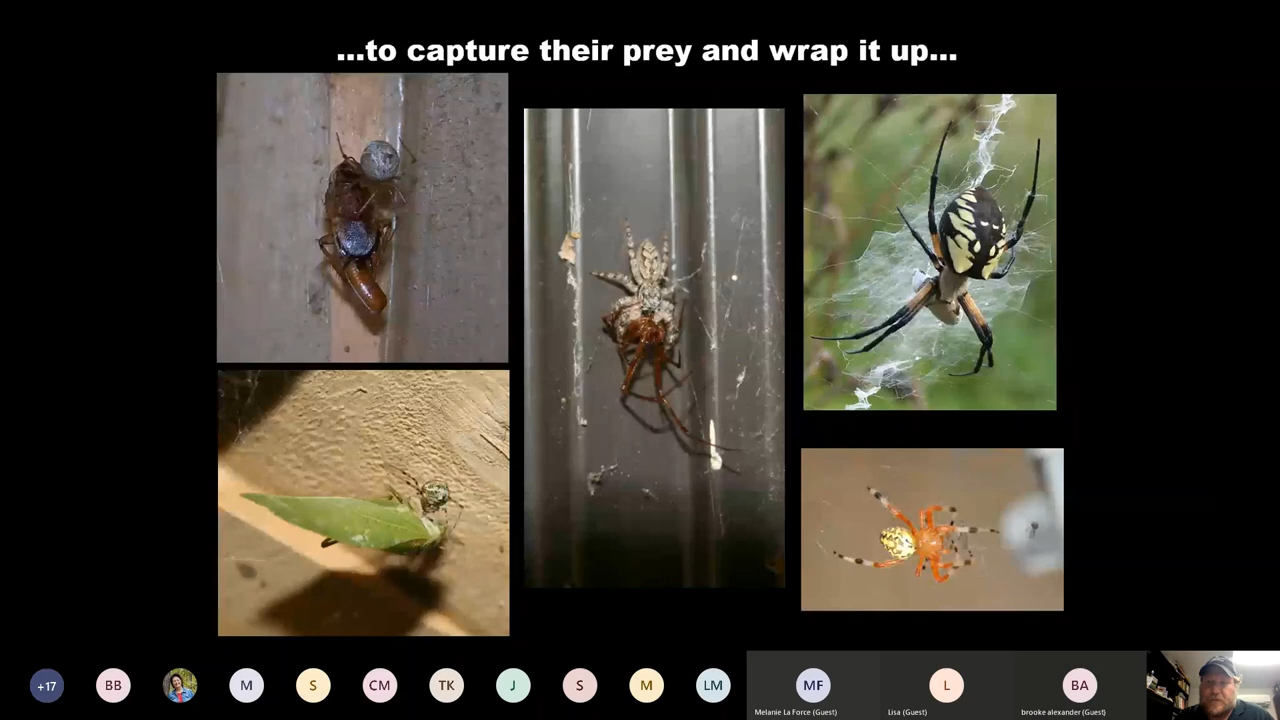 ...to capture their prey and wrap it up...
+17
BB
M
S
CM
TK
J
S
M
LM
MF
L
BA
Melanie La Force (Guest)
Lisa (Guest)
brooke alexander (Guest)